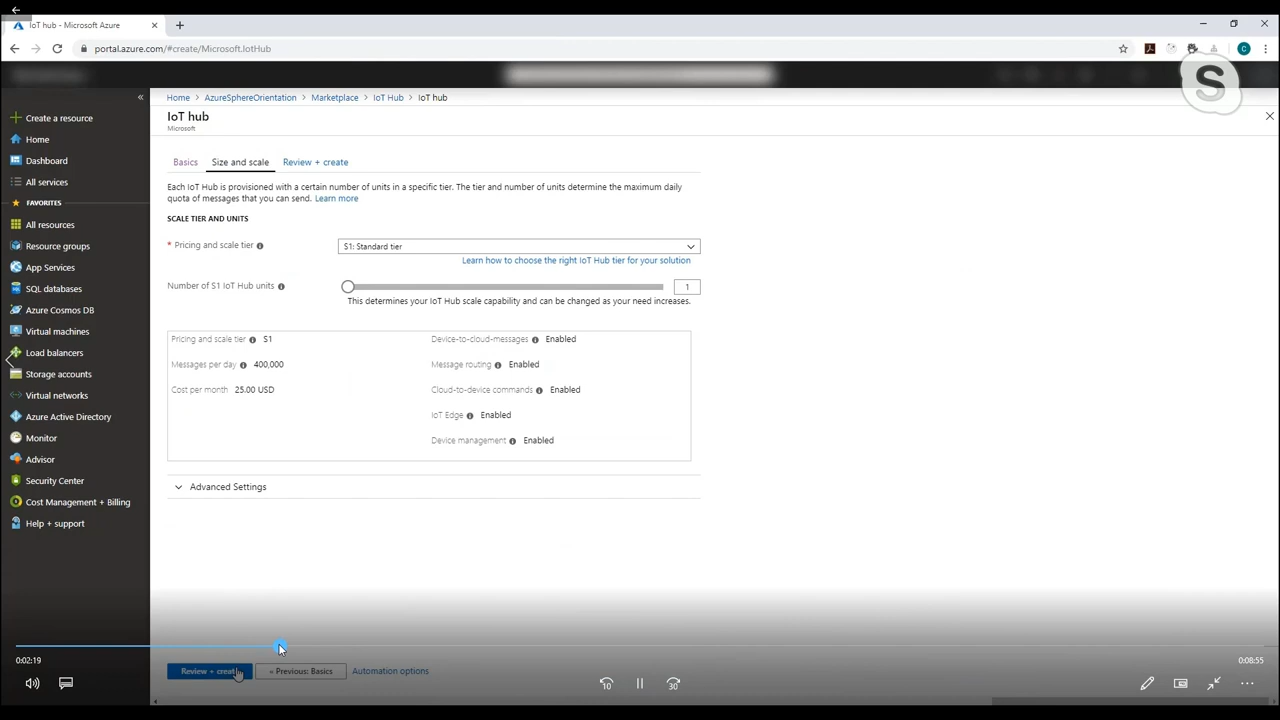 IoT hub - Microsoft Azure
portal.azure.com/#create/Microsoft.IotHub
C
S
Home > AzureSphereOrientation > Marketplace > IoT Hub > IoT hub
IoT hub
Microsoft
Create a resource
Home
Dashboard
All services
FAVORITES
All resources
Resource groups
App Services
SQL databases
Azure Cosmos DB
Virtual machines
Load balancers
Storage accounts
Virtual networks
Azure Active Directory
Monitor
Advisor
Security Center
Cost Management + Billing
Help + support
Basics Size and scale Review + create
Each IoT Hub is provisioned with a certain number of units in a specific tier. The tier and number of units determine the maximum daily
quota of messages that you can send. Learn more
SCALE TIER AND UNITS
* Pricing and scale tier S1: Standard tier
Learn how to choose the right IoT Hub tier for your solution
Number of S1 IoT Hub units 1
This determines your IoT Hub scale capability and can be changed as your need increases.
Pricing and scale tier S1
Messages per day 400,000
Cost per month 25.00 USD
Device-to-cloud-messages Enabled
Message routing Enabled
Cloud-to-device commands Enabled
IoT Edge Enabled
Device management Enabled
Advanced Settings
0:02:19
0:08:55
Review + create « Previous: Basics Automation options
10 30